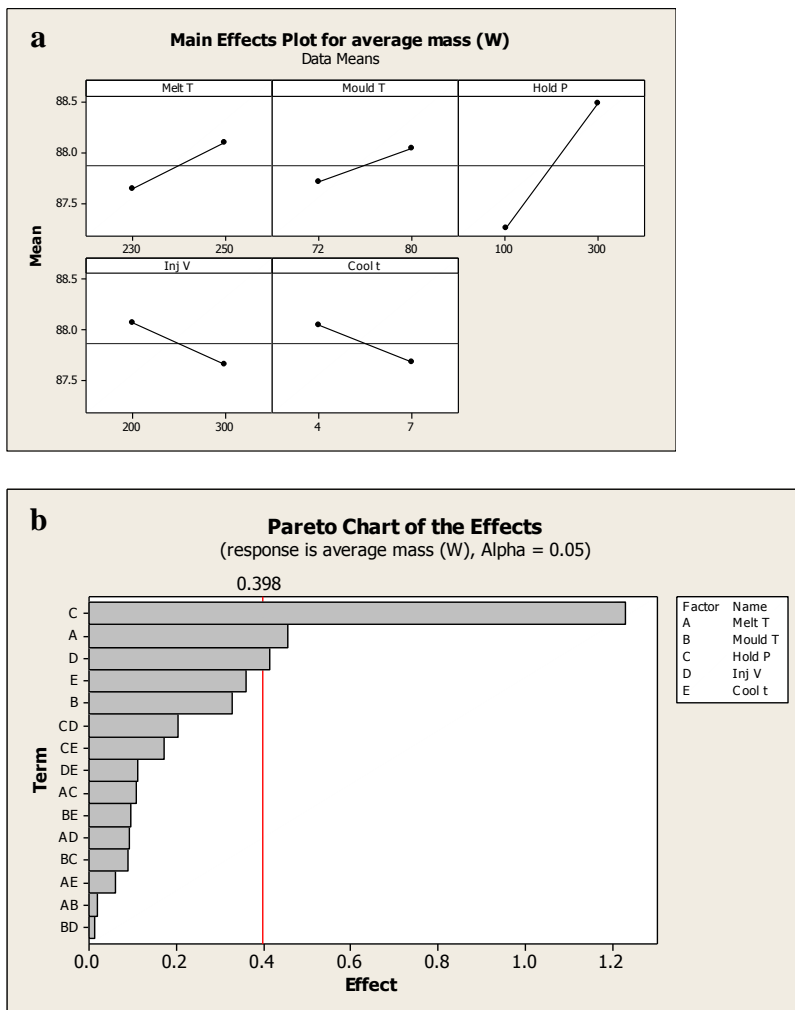 a
Main Effects Plot for average mass (W)
Data Means
Melt T Mould T Hold P
88.5
88.0
87.5
230 250 72 80 100 300
Mean
Inj V Cool t
88.5
88.0
87.5
200 300 4 7
b
Pareto Chart of the Effects
(response is average mass (W), Alpha = 0.05)
0.398
Term
C
A
D
E
B
CD
CE
DE
AC
BE
AD
BC
AE
AB
BD
0.0 0.2 0.4 0.6 0.8 1.0 1.2
Effect
Factor Name
A Melt T
B Mould T
C Hold P
D Inj V
E Cool t